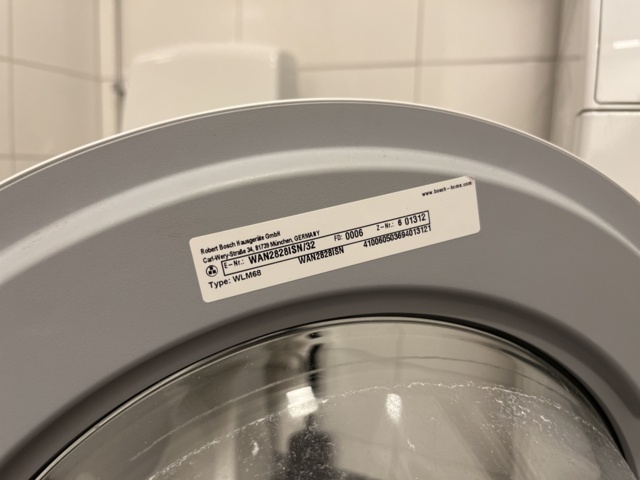 www.bosch-home.com
Robert Bosch Hausgeräte GmbH
Carl-Wery-Straße 34, 81739 München, GERMANY
E-Nr.: WAN2828ISN/32 FD: 0006 Z-Nr.: 6 01312
Type: WLM68 WAN2828ISN 410060503694013121